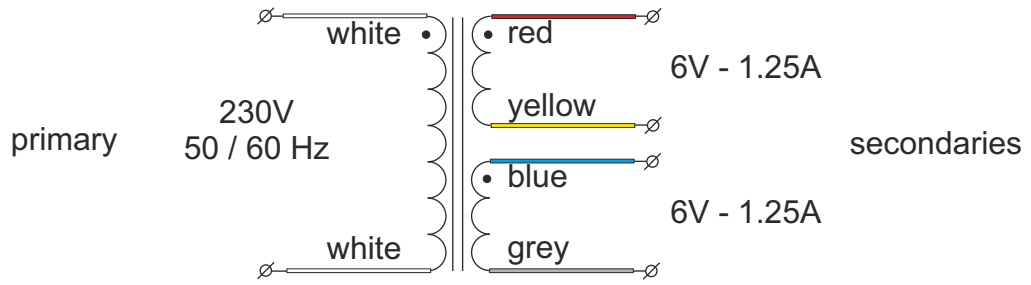 white
red
6V - 1.25A
230V
yellow
primary
50 / 60 Hz
secondaries
blue
6V - 1.25A
white
grey